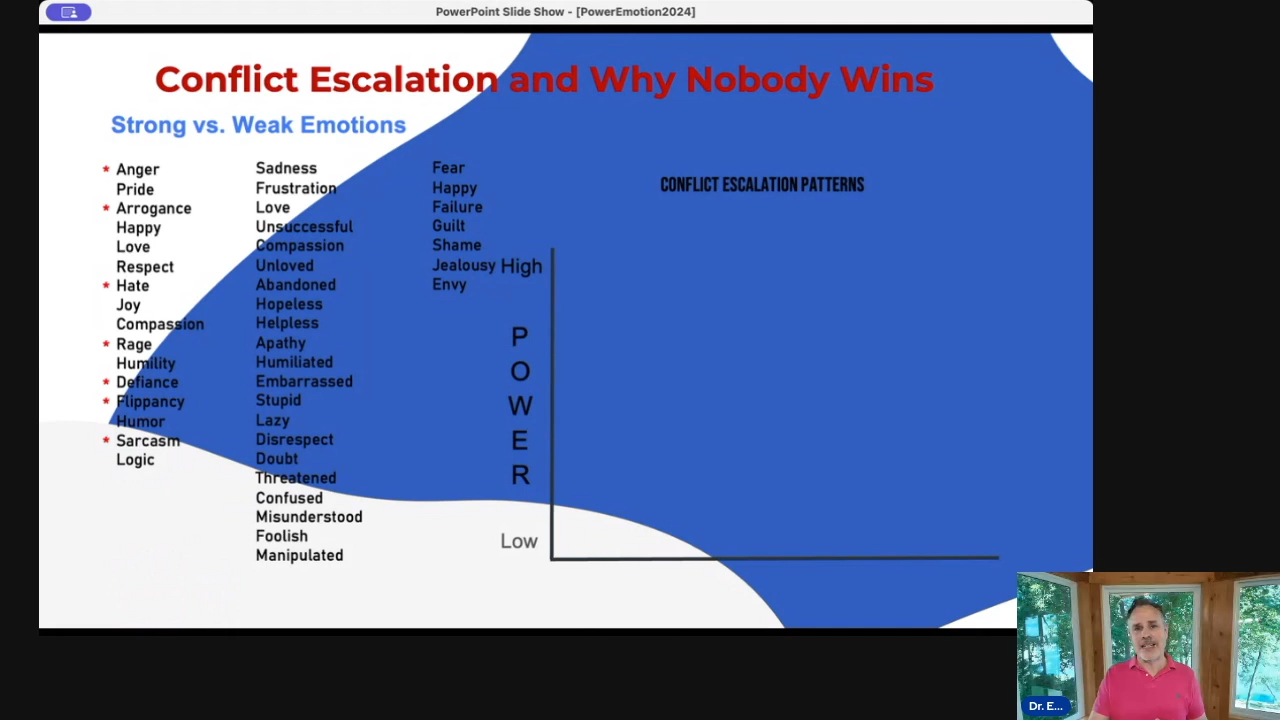 PowerPoint Slide Show - [PowerEmotion2024]
Conflict Escalation and Why Nobody Wins
Strong vs. Weak Emotions
* Anger
Pride
* Arrogance
Happy
Love
Respect
* Hate
Joy
Compassion
* Rage
Humility
* Defiance
* Flippancy
Humor
* Sarcasm
Logic
Sadness
Frustration
Love
Unsuccessful
Compassion
Unloved
Abandoned
Hopeless
Helpless
Apathy
Humiliated
Embarrassed
Stupid
Lazy
Disrespect
Doubt
Threatened
Confused
Misunderstood
Foolish
Manipulated
Fear
Happy
Failure
Guilt
Shame
Jealousy
Envy
CONFLICT ESCALATION PATTERNS
High
P
O
W
E
R
Low
Dr. E...